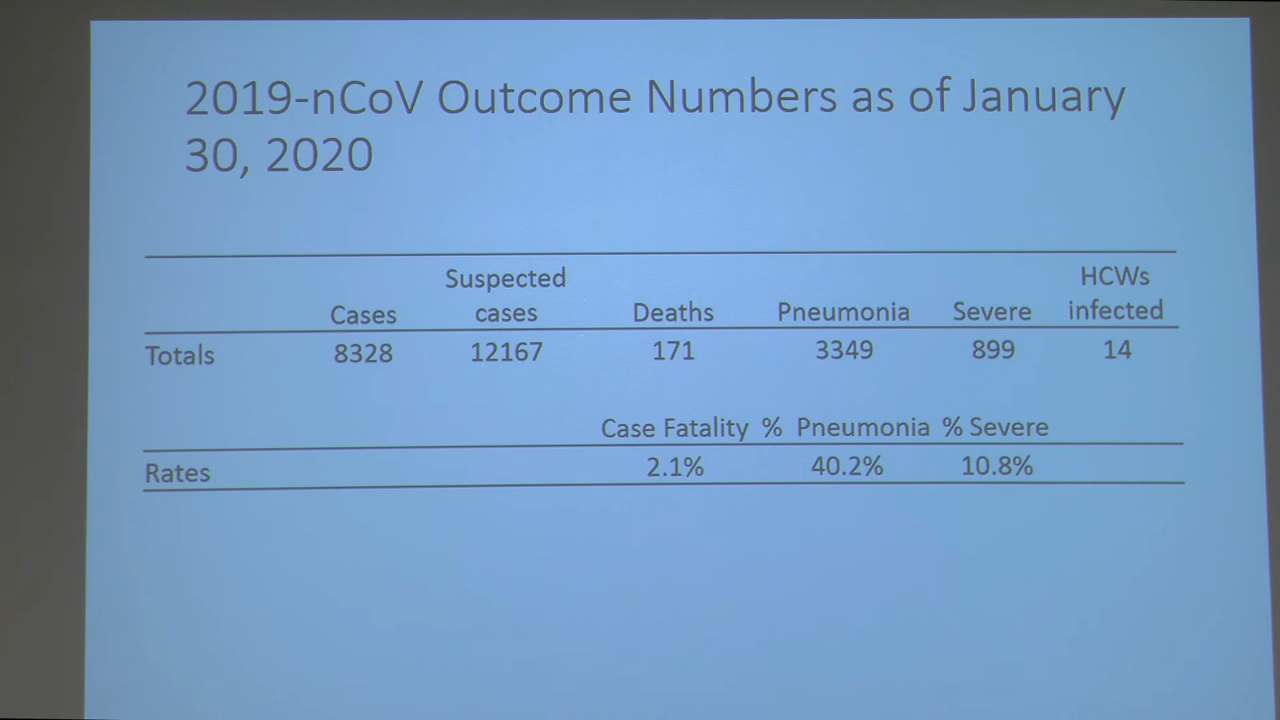 2019-nCoV Outcome Numbers as of January
30, 2020
Suspected HCWs
Cases cases Deaths Pneumonia Severe infected
Totals 8328 12167 171 3349 899 14
Case Fatality % Pneumonia % Severe
Rates 2.1% 40.2% 10.8%